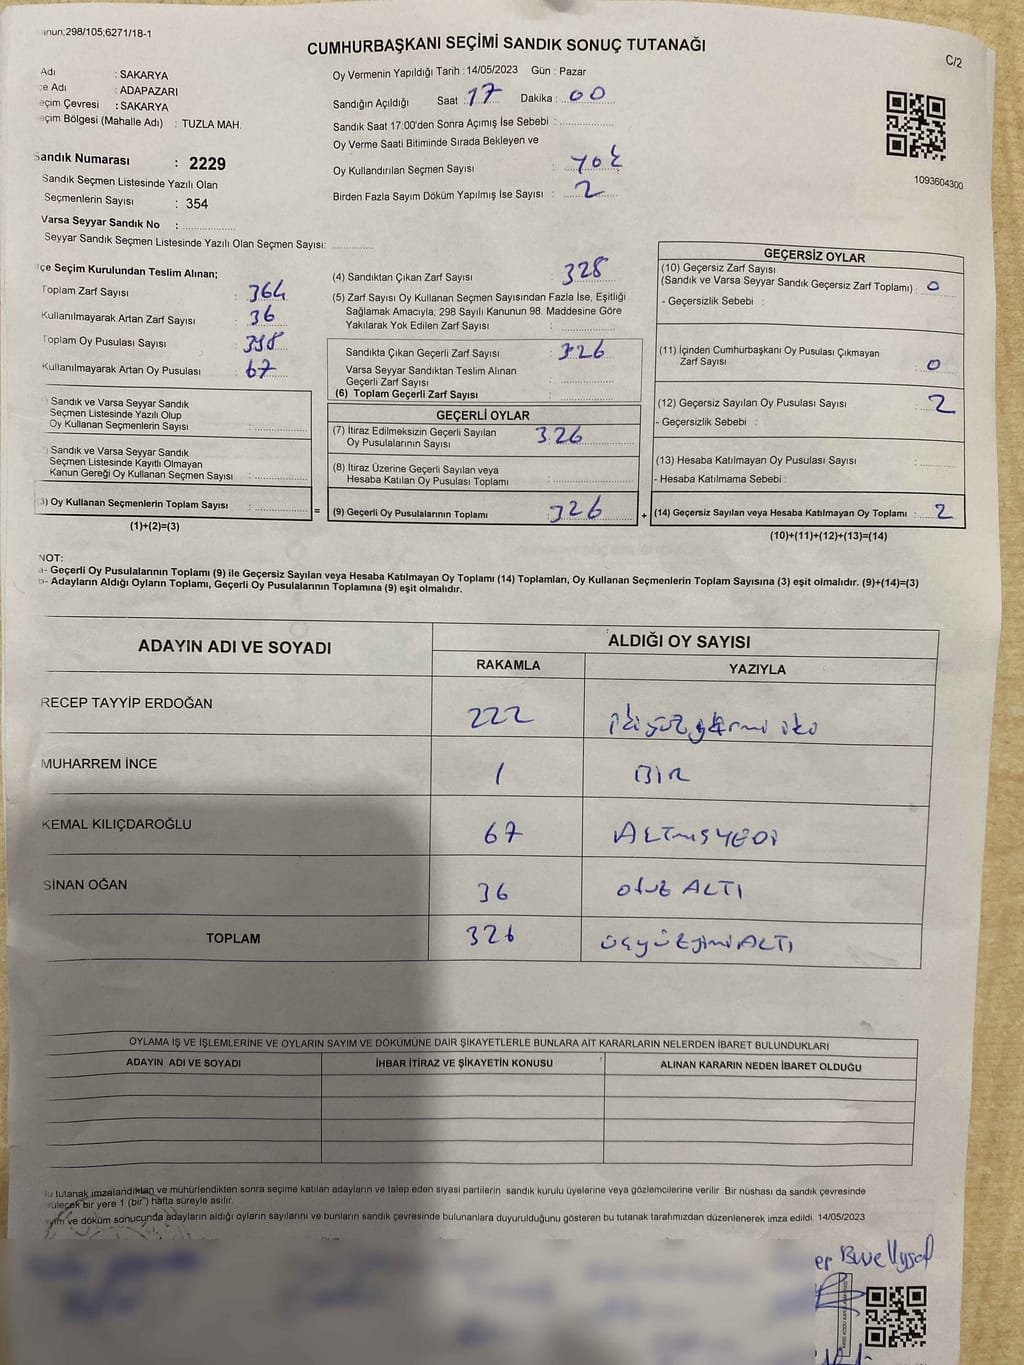 anun;298/105;6271/18-1
CUMHURBAŞKANI SEÇİMİ SANDIK SONUÇ TUTANAĞI
C/2
Adı : SAKARYA
e Adı : ADAPAZARI
eçim Çevresi : SAKARYA
eçim Bölgesi (Mahalle Adı) : TUZLA MAH.
Sandık Numarası : 2229
Sandık Seçmen Listesinde Yazılı Olan
Seçmenlerin Sayısı : 354
Varsa Seyyar Sandık No :
Seyyar Sandık Seçmen Listesinde Yazılı Olan Seçmen Sayısı:
Oy Vermenin Yapıldığı Tarih :14/05/2023 Gün : Pazar
Sandığın Açıldığı Saat : 17 Dakika : 00
Sandık Saat 17:00'den Sonra Açımış İse Sebebi :
Oy Verme Saati Bitiminde Sırada Bekleyen ve
Oy Kullandırılan Seçmen Sayısı : yok
Birden Fazla Sayım Döküm Yapılmış İse Sayısı : 2
1093604300
çe Seçim Kurulundan Teslim Alınan;
Toplam Zarf Sayısı : 364
Kullanılmayarak Artan Zarf Sayısı : 36
Toplam Oy Pusulası Sayısı :
Kullanılmayarak Artan Oy Pusulası : 67
) Sandık ve Varsa Seyyar Sandık
Seçmen Listesinde Yazılı Olup
Oy Kullanan Seçmenlerin Sayısı :
) Sandık ve Varsa Seyyar Sandık
Seçmen Listesinde Kayıtlı Olmayan
Kanun Gereği Oy Kullanan Seçmen Sayısı :
3) Oy Kullanan Seçmenlerin Toplam Sayısı : =
(1)+(2)=(3)
(4) Sandıktan Çıkan Zarf Sayısı : 328
(5) Zarf Sayısı Oy Kullanan Seçmen Sayısından Fazla İse, Eşitliği
Sağlamak Amacıyla; 298 Sayılı Kanunun 98. Maddesine Göre
Yakılarak Yok Edilen Zarf Sayısı :
Sandıkta Çıkan Geçerli Zarf Sayısı : 326
Varsa Seyyar Sandıktan Teslim Alınan
Geçerli Zarf Sayısı :
(6) Toplam Geçerli Zarf Sayısı :
GEÇERLİ OYLAR
(7) İtiraz Edilmeksizin Geçerli Sayılan
Oy Pusulalarının Sayısı : 326
(8) İtiraz Üzerine Geçerli Sayılan veya
Hesaba Katılan Oy Pusulası Toplamı :
(9) Geçerli Oy Pusulalarının Toplamı : 326 +
GEÇERSİZ OYLAR
(10) Geçersiz Zarf Sayısı
(Sandık ve Varsa Seyyar Sandık Geçersiz Zarf Toplamı) : 0
- Geçersizlik Sebebi :
(11) İçinden Cumhurbaşkanı Oy Pusulası Çıkmayan
Zarf Sayısı : 0
(12) Geçersiz Sayılan Oy Pusulası Sayısı : 2
- Geçersizlik Sebebi :
(13) Hesaba Katılmayan Oy Pusulası Sayısı :
- Hesaba Katılmama Sebebi :
(14) Geçersiz Sayılan veya Hesaba Katılmayan Oy Toplamı : 2
(10)+(11)+(12)+(13)=(14)
NOT:
a- Geçerli Oy Pusulalarının Toplamı (9) ile Geçersiz Sayılan veya Hesaba Katılmayan Oy Toplamı (14) Toplamları, Oy Kullanan Seçmenlerin Toplam Sayısına (3) eşit olmalıdır. (9)+(14)=(3)
b- Adayların Aldığı Oyların Toplamı, Geçerli Oy Pusulalarının Toplamına (9) eşit olmalıdır.
ADAYIN ADI VE SOYADI ALDIĞI OY SAYISI
RAKAMLA YAZIYLA
RECEP TAYYİP ERDOĞAN 222 ikiyüz yirmi iki
MUHARREM İNCE 1 BİR
KEMAL KILIÇDAROĞLU 67 ALTMIŞYEDİ
SİNAN OĞAN 36 otuz ALTI
TOPLAM 326 üçyüzyirmiALTI
OYLAMA İŞ VE İŞLEMLERİNE VE OYLARIN SAYIM VE DÖKÜMÜNE DAİR ŞİKAYETLERLE BUNLARA AİT KARARLARIN NELERDEN İBARET BULUNDUKLARI
ADAYIN ADI VE SOYADI İHBAR İTİRAZ VE ŞİKAYETİN KONUSU ALINAN KARARIN NEDEN İBARET OLDUĞU
u tutanak imzalandıktan ve mühürlendikten sonra seçime katılan adayların ve talep eden siyasi partilerin sandık kurulu üyelerine veya gözlemcilerine verilir. Bir nüshası da sandık çevresinde
rülecek bir yere 1 (bir) hafta süreyle asılır.
ayım ve döküm sonucunda adayların aldığı oyların sayılarını ve bunların sandık çevresinde bulunanlara duyurulduğunu gösteren bu tutanak tarafımızdan düzenlenerek imza edildi. 14/05/2023